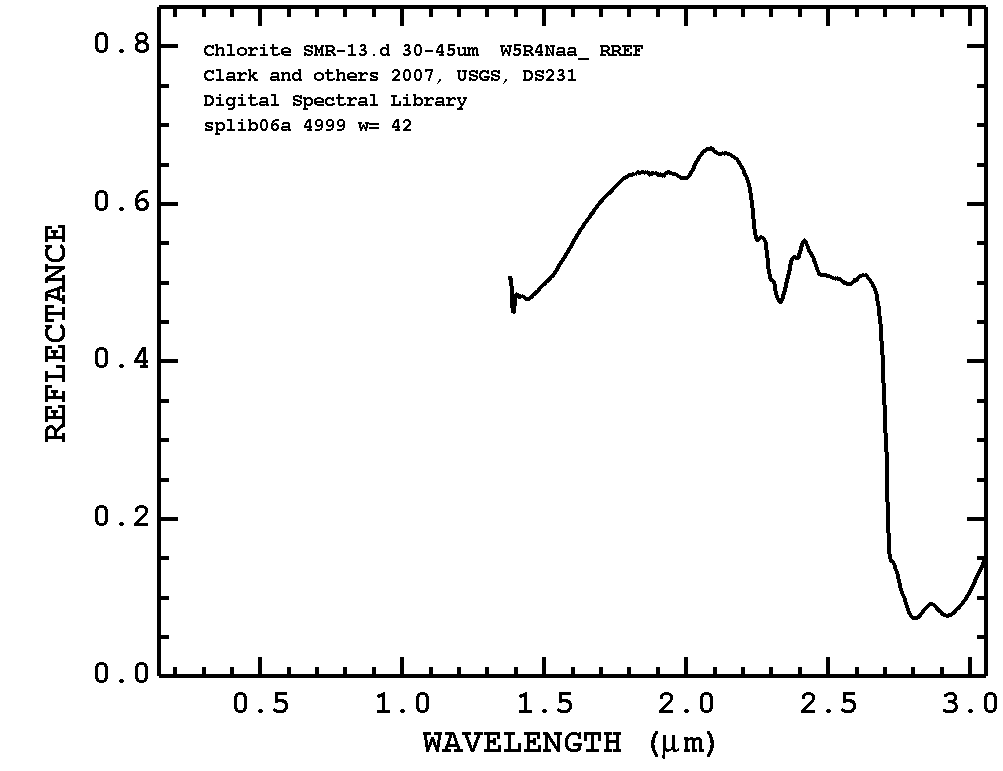 Chlorite SMR-13.d 30-45um W5R4Naa_ RREF
Clark and others 2007, USGS, DS231
Digital Spectral Library
splib06a 4999 w= 42
0.8
0.6
0.4
0.2
0.0
REFLECTANCE
0.5 1.0 1.5 2.0 2.5 3.0
WAVELENGTH (μm)